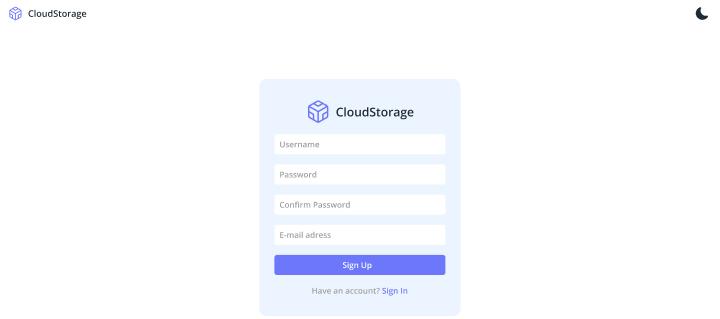 CloudStorage
CloudStorage
Username
Password
Confirm Password
E-mail adress
Sign Up
Have an account? Sign In